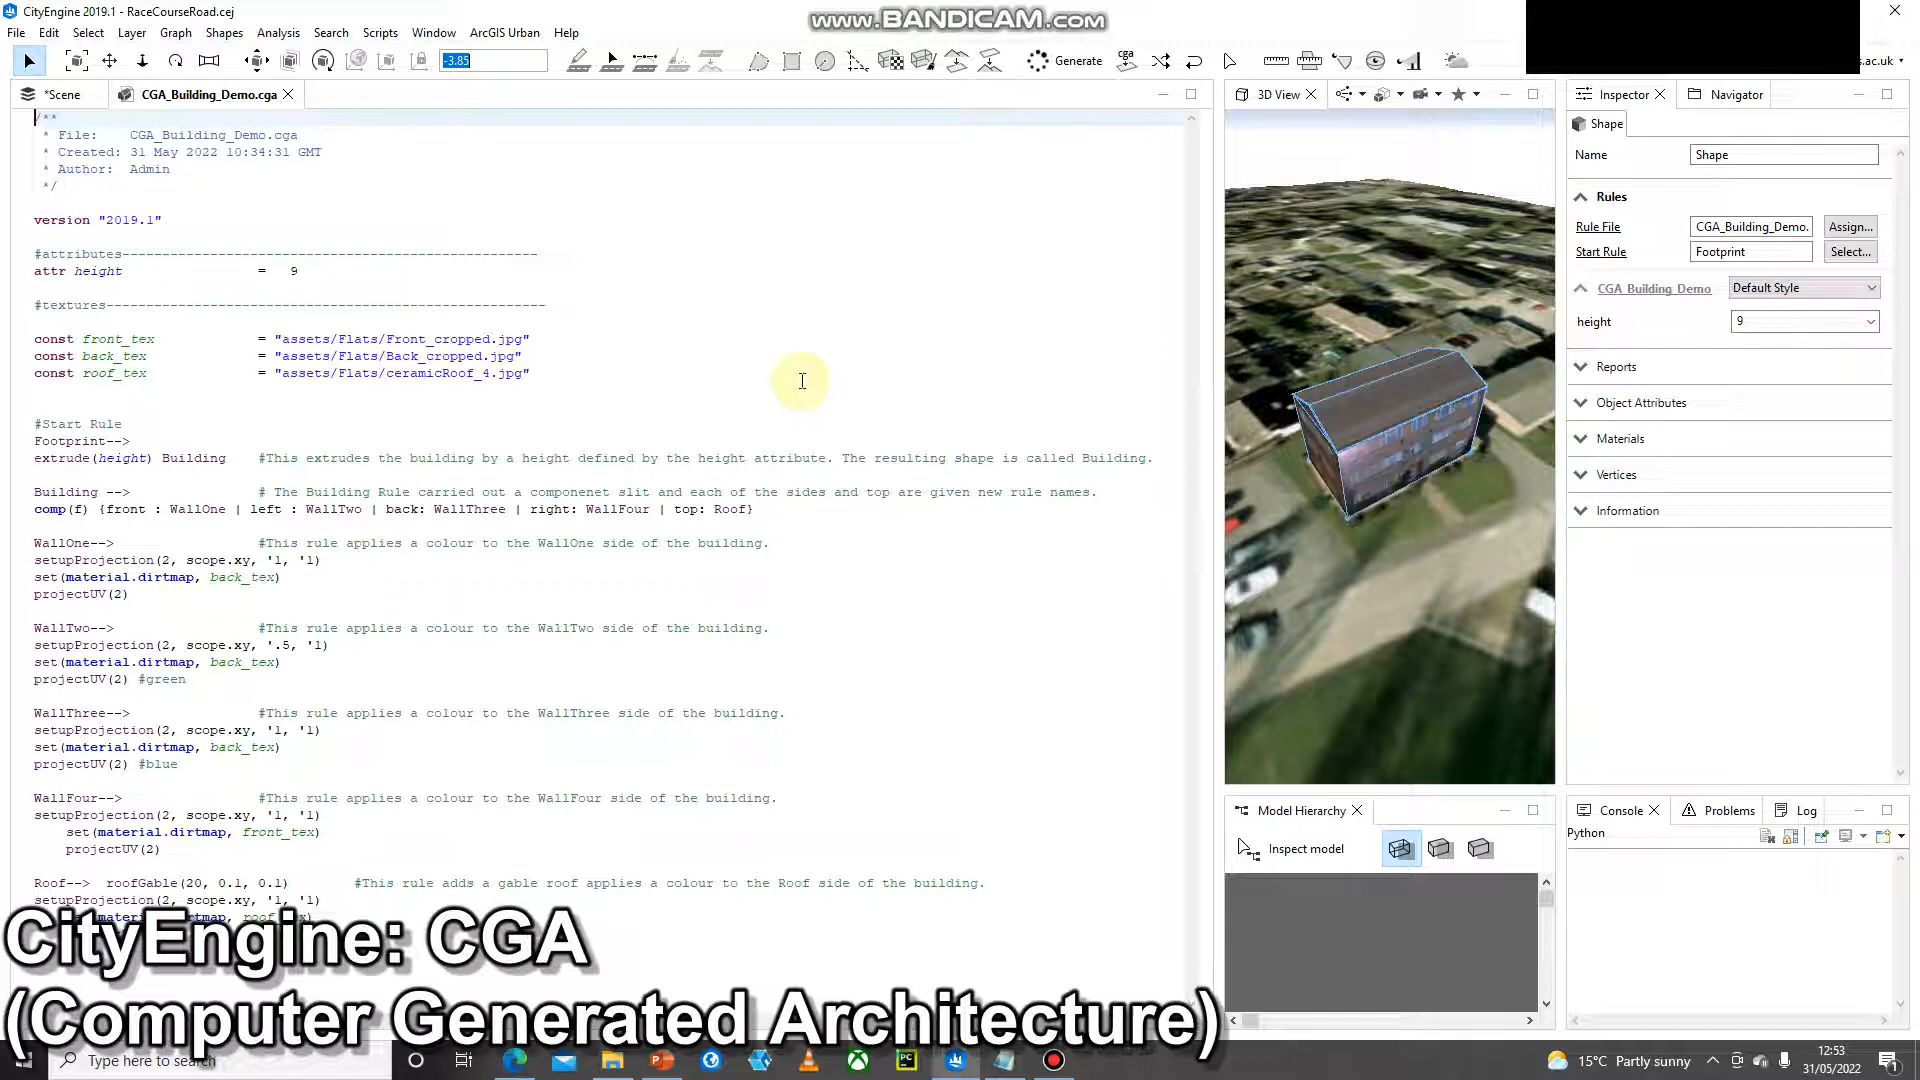 CityEngine 2019.1 - RaceCourseRoad.cej
www.BANDICAM.com
File Edit Select Layer Graph Shapes Analysis Search Scripts Window ArcGIS Urban Help
-3.85
Generate
cga
s.ac.uk
*Scene
CGA_Building_Demo.cga
3D View
Inspector
Navigator
/**
* File: CGA_Building_Demo.cga
* Created: 31 May 2022 10:34:31 GMT
* Author: Admin
*/
version "2019.1"
#attributes----------------------------------------------------
attr height = 9
#textures-------------------------------------------------------
const front_tex = "assets/Flats/Front_cropped.jpg"
const back_tex = "assets/Flats/Back_cropped.jpg"
const roof_tex = "assets/Flats/ceramicRoof_4.jpg"
#Start Rule
Footprint-->
extrude(height) Building #This extrudes the building by a height defined by the height attribute. The resulting shape is called Building.
Building --> # The Building Rule carried out a componenet slit and each of the sides and top are given new rule names.
comp(f) {front : WallOne | left : WallTwo | back: WallThree | right: WallFour | top: Roof}
WallOne--> #This rule applies a colour to the WallOne side of the building.
setupProjection(2, scope.xy, '1, '1)
set(material.dirtmap, back_tex)
projectUV(2)
WallTwo--> #This rule applies a colour to the WallTwo side of the building.
setupProjection(2, scope.xy, '.5, '1)
set(material.dirtmap, back_tex)
projectUV(2) #green
WallThree--> #This rule applies a colour to the WallThree side of the building.
setupProjection(2, scope.xy, '1, '1)
set(material.dirtmap, back_tex)
projectUV(2) #blue
WallFour--> #This rule applies a colour to the WallFour side of the building.
setupProjection(2, scope.xy, '1, '1)
set(material.dirtmap, front_tex)
projectUV(2)
Roof--> roofGable(20, 0.1, 0.1) #This rule adds a gable roof applies a colour to the Roof side of the building.
setupProjection(2, scope.xy, '1, '1)
Shape
Name Shape
Rules
Rule File CGA_Building_Demo. Assign...
Start Rule Footprint Select...
CGA_Building_Demo Default Style
height 9
Reports
Object Attributes
Materials
Vertices
Information
Model Hierarchy
Inspect model
Console
Problems
Log
Python
CityEngine: CGA
(Computer Generated Architecture)
Type here to search
15°C Partly sunny
12:53
31/05/2022
1